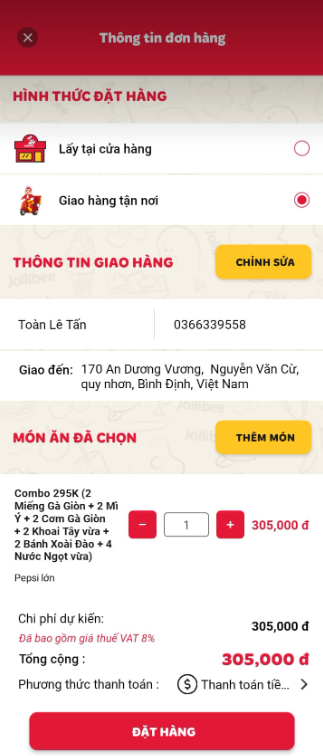 Thông tin đơn hàng
HÌNH THỨC ĐẶT HÀNG
Lấy tại cửa hàng
Giao hàng tận nơi
THÔNG TIN GIAO HÀNG
CHỈNH SỬA
Toàn Lê Tấn
0366339558
Giao đến: 170 An Dương Vương, Nguyễn Văn Cừ,
quy nhơn, Bình Định, Việt Nam
MÓN ĂN ĐÃ CHỌN
THÊM MÓN
Combo 295K (2
Miếng Gà Giòn + 2 Mì
Ý + 2 Cơm Gà Giòn
+ 2 Khoai Tây vừa +
2 Bánh Xoài Đào + 4
Nước Ngọt vừa)
− 1 + 305,000 đ
Pepsi lớn
Chi phí dự kiến: 305,000 đ
Đã bao gồm giá thuế VAT 8%
Tổng cộng : 305,000 đ
Phương thức thanh toán : Thanh toán tiề...
ĐẶT HÀNG